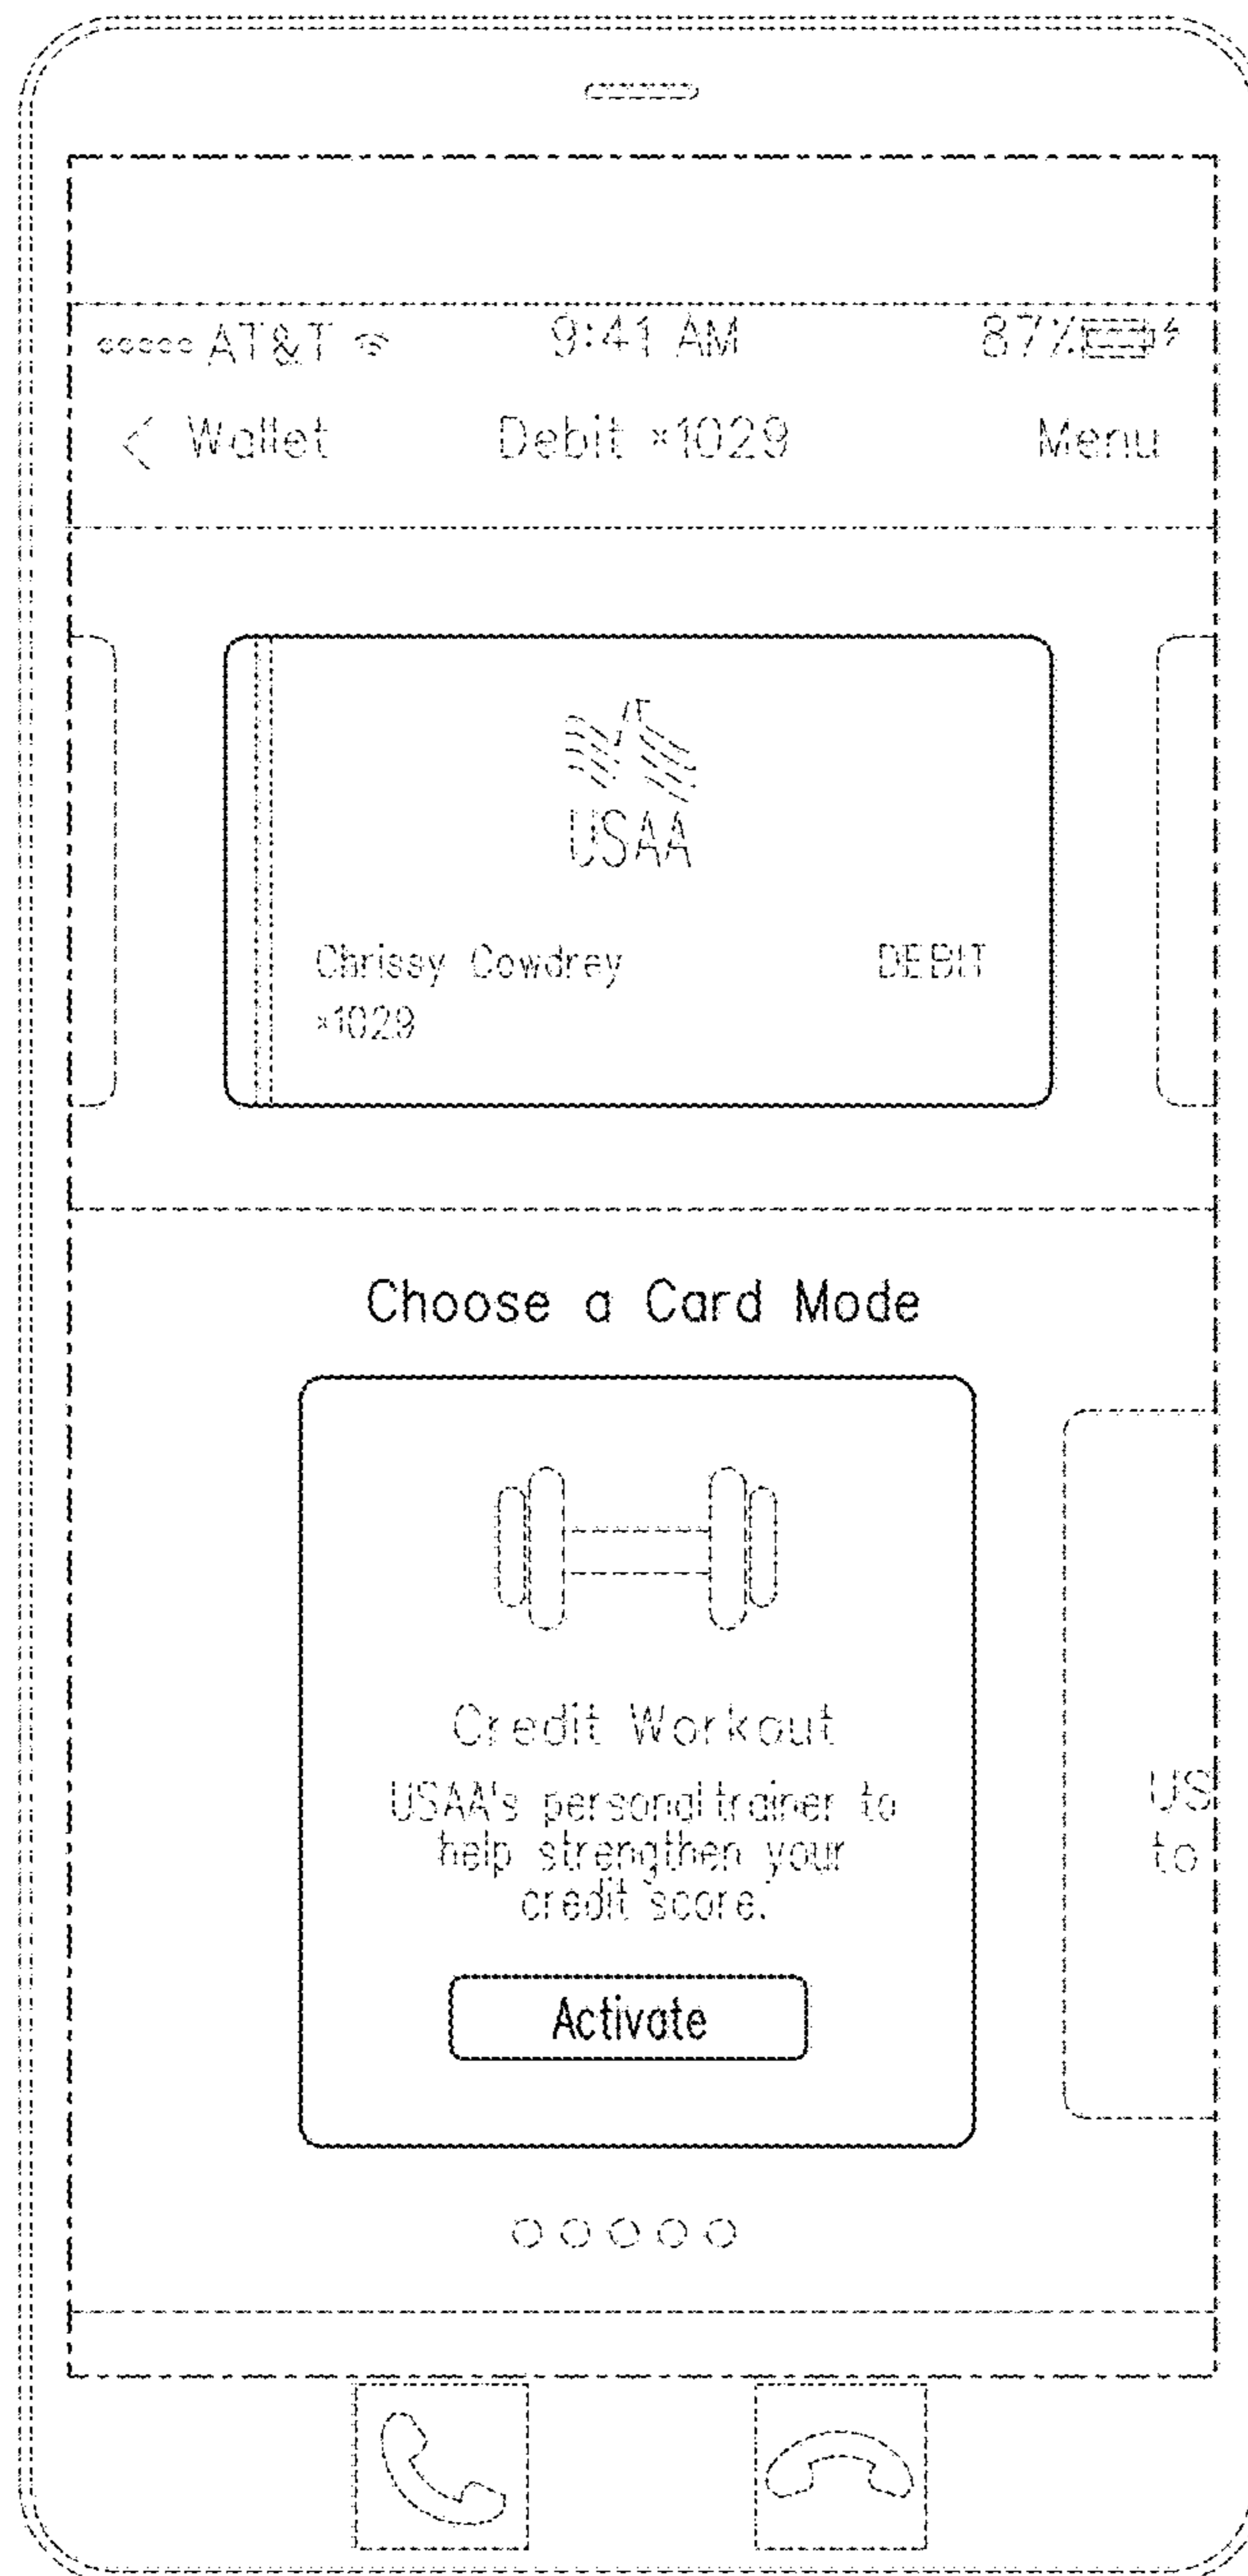 AT&T 9:41 AM 87%
< Wallet Debit *1029 Menu
USAA
Chrissy Cowdrey DEBIT
*1029
Choose a Card Mode
Credit Workout
USAA's personal trainer to
help strengthen your
credit score.
US
to
Activate